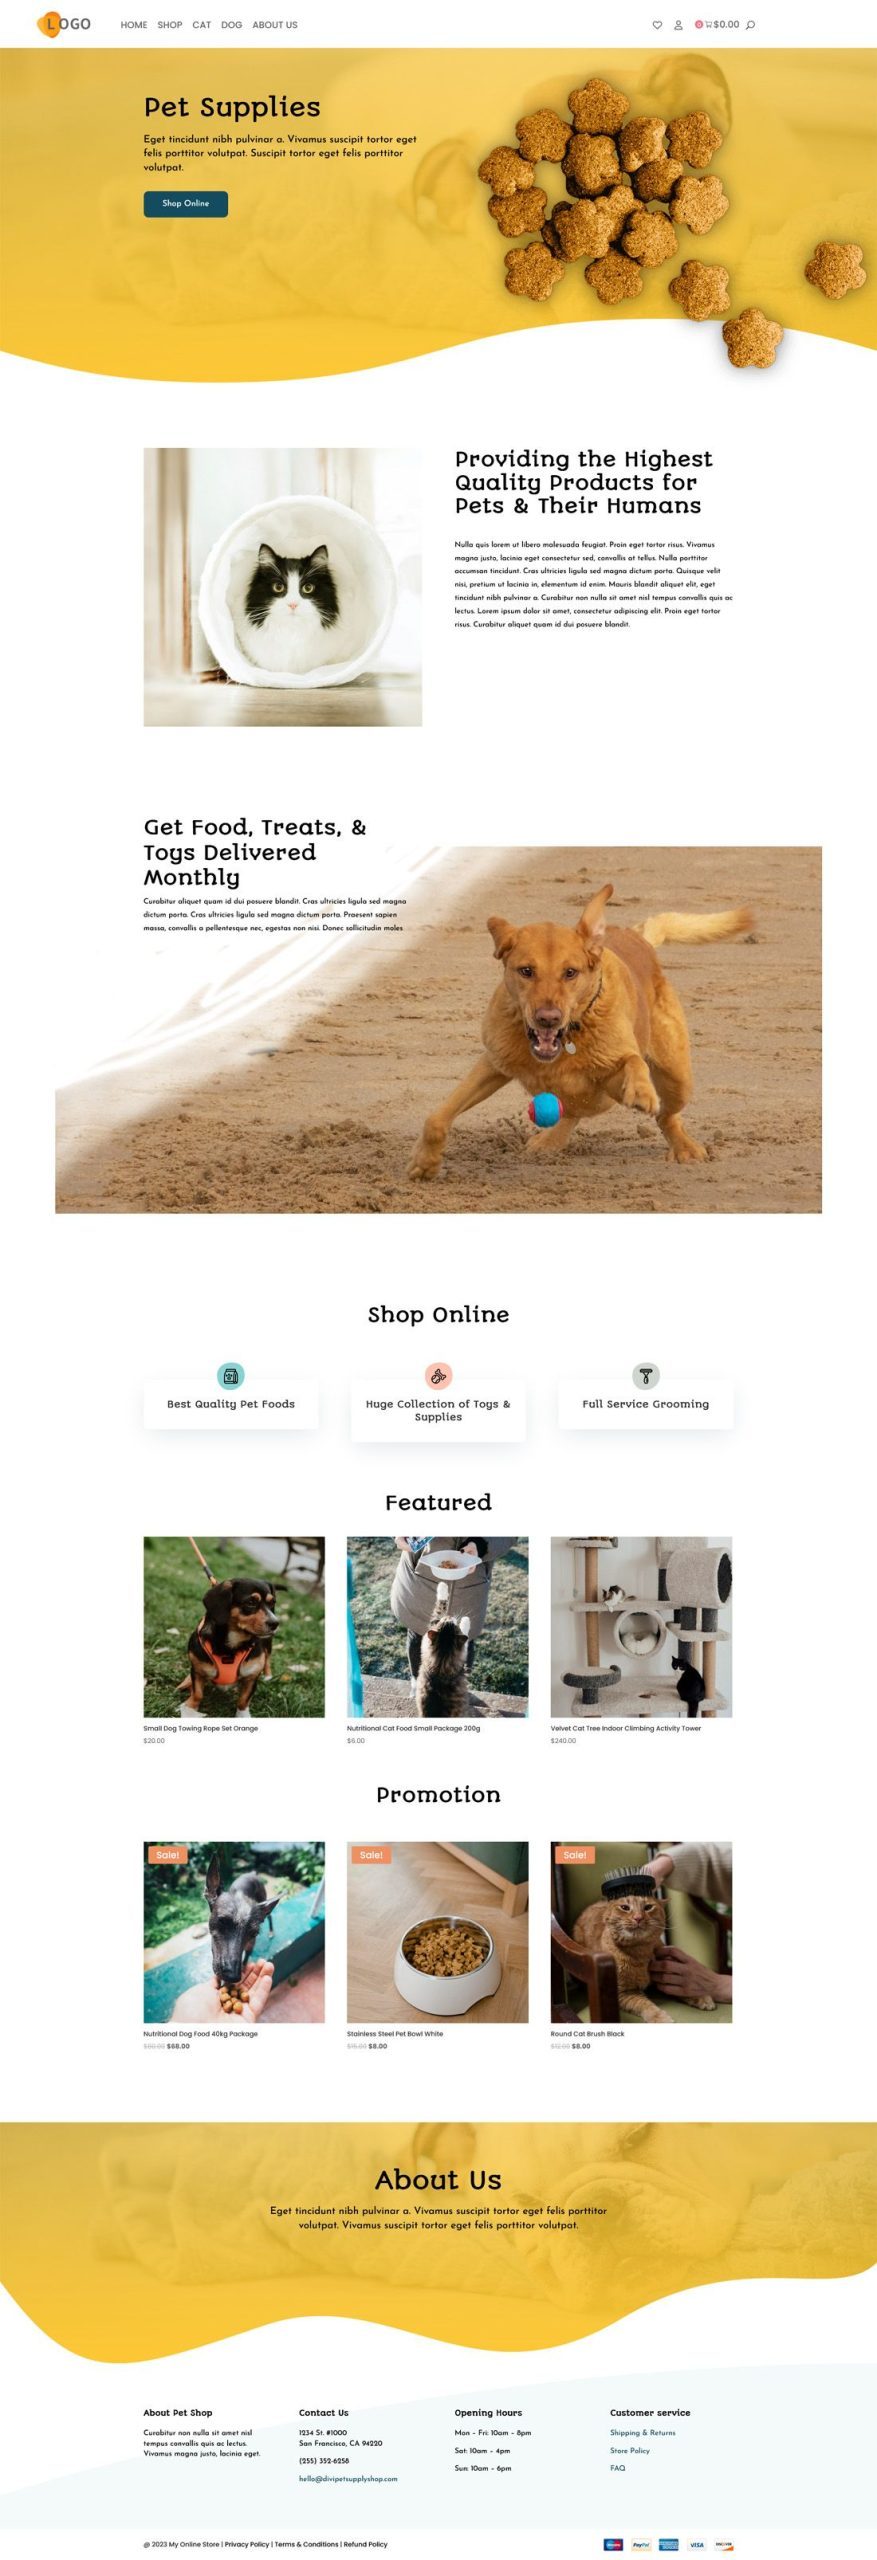 LOGO
HOME SHOP CAT DOG ABOUT US
0 $0.00
Pet Supplies
Eget tincidunt nibh pulvinar a. Vivamus suscipit tortor eget
felis porttitor volutpat. Suscipit tortor eget felis porttitor
volutpat.
Shop Online
Providing the Highest
Quality Products for
Pets & Their Humans
Nulla quis lorem ut libero malesuada feugiat. Proin eget tortor risus. Vivamus
magna justo, lacinia eget consectetur sed, convallis at tellus. Nulla porttitor
accumsan tincidunt. Cras ultricies ligula sed magna dictum porta. Quisque velit
nisi, pretium ut lacinia in, elementum id enim. Mauris blandit aliquet elit, eget
tincidunt nibh pulvinar a. Curabitur non nulla sit amet nisl tempus convallis quis ac
lectus. Lorem ipsum dolor sit amet, consectetur adipiscing elit. Proin eget tortor
risus. Curabitur aliquet quam id dui posuere blandit.
Get Food, Treats, &
Toys Delivered
Monthly
Curabitur aliquet quam id dui posuere blandit. Cras ultricies ligula sed magna
dictum porta. Cras ultricies ligula sed magna dictum porta. Praesent sapien
massa, convallis a pellentesque nec, egestas non nisi. Donec sollicitudin moles
Shop Online
Best Quality Pet Foods
Huge Collection of Toys &
Supplies
Full Service Grooming
Featured
Small Dog Towing Rope Set Orange
$20.00
Nutritional Cat Food Small Package 200g
$6.00
Velvet Cat Tree Indoor Climbing Activity Tower
$240.00
Promotion
Sale!
Sale!
Sale!
Nutritional Dog Food 40kg Package
$80.00 $68.00
Stainless Steel Pet Bowl White
$15.00 $8.00
Round Cat Brush Black
$12.00 $8.00
About Us
Eget tincidunt nibh pulvinar a. Vivamus suscipit tortor eget felis porttitor
volutpat. Vivamus suscipit tortor eget felis porttitor volutpat.
About Pet Shop
Curabitur non nulla sit amet nisl
tempus convallis quis ac lectus.
Vivamus magna justo, lacinia eget.
Contact Us
1234 St. #1000
San Francisco, CA 94220
(255) 352-6258
hello@divipetsupplyshop.com
Opening Hours
Mon - Fri: 10am - 8pm
Sat: 10am - 4pm
Sun: 10am - 6pm
Customer service
Shipping & Returns
Store Policy
FAQ
@ 2023 My Online Store | Privacy Policy | Terms & Conditions | Refund Policy
PayPal
VISA
DISCOVER